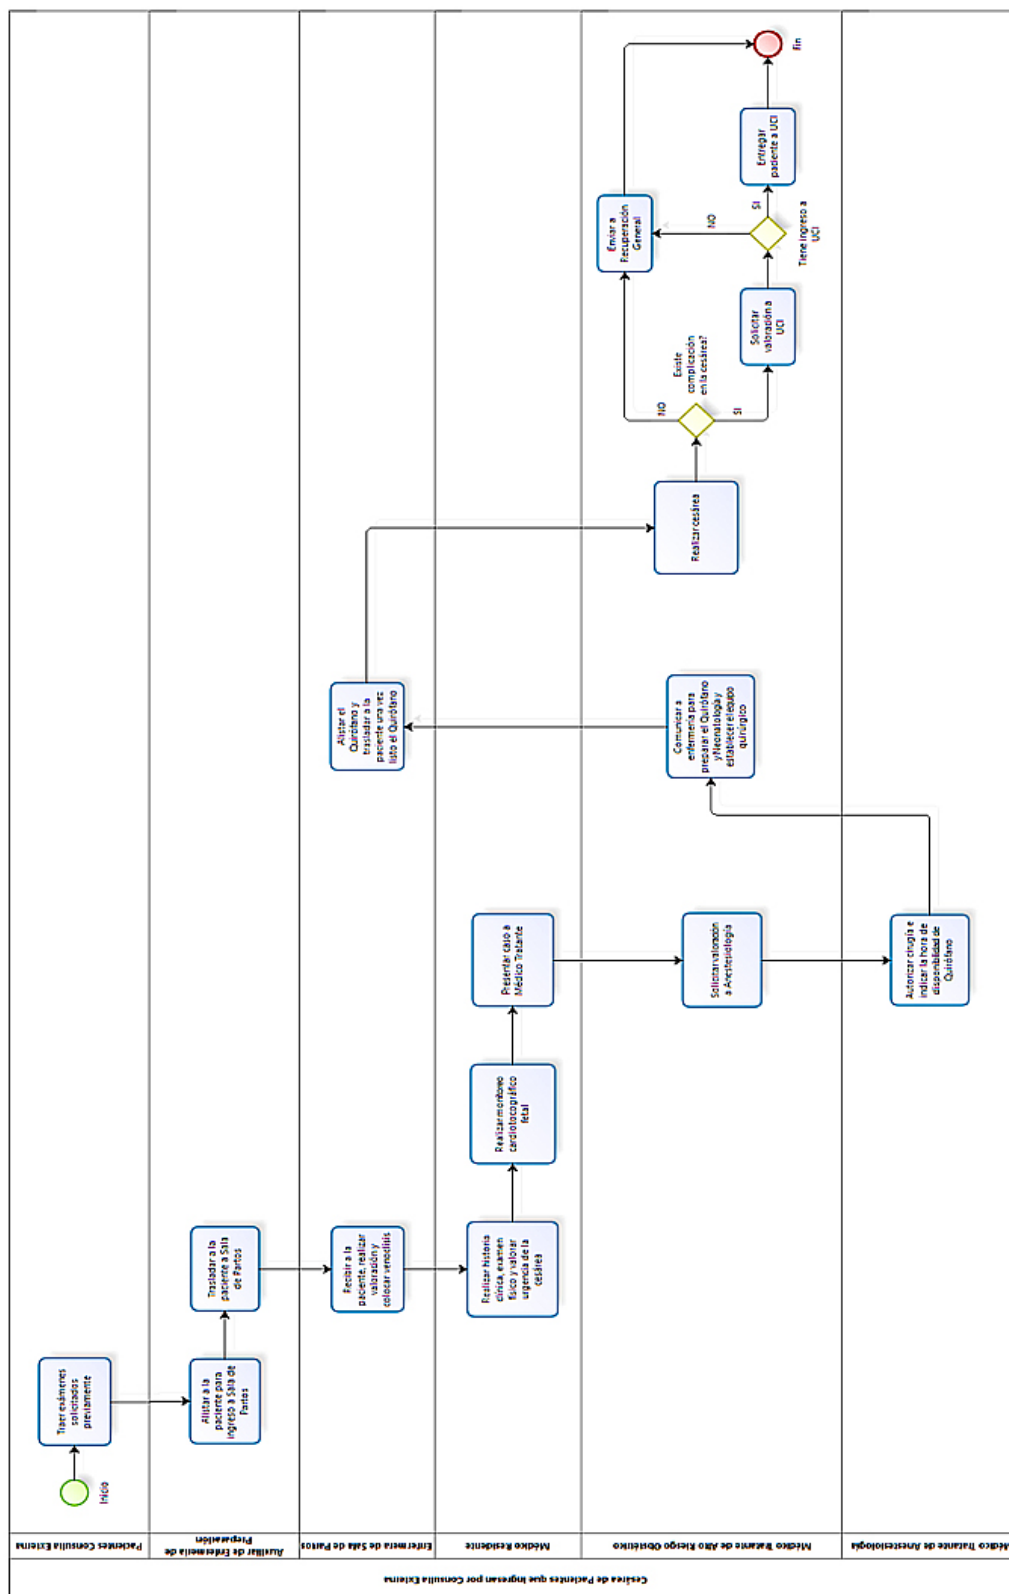 Cesárea de Pacientes que Ingresan por Consulta Externa
Pacientes Consulta Externa
Inicio
Traer exámenes
solicitados
previamente
Auxiliar de Enfermería de
Preparación
Alistar a la
paciente para
ingreso a Sala de
Partos
Trasladar a la
paciente a Sala
de Partos
Enfermera de Sala de Partos
Recibir a la
paciente, realizar
valoración y
colocar venoclisis
Alistar el
Quirófano y
trasladar a la
paciente una vez
listo el Quirófano
Médico Residente
Realizar historia
clínica, examen
físico y valorar
urgencia de la
cesárea
Realizar monitoreo
cardiotocográfico
fetal
Presentar caso a
Médico Tratante
Médico Tratante de Alto Riesgo Obstétrico
Solicitar valoración
a Anestesiología
Comunicar a
enfermería para
preparar el Quirófano
y Neonatología y
establecer el equipo
quirúrgico
Realizar cesárea
Existe
complicación
en la cesárea?
NO
SI
Enviar a
Recuperación
General
Solicitar
valoración a
UCI
Tiene ingreso a
UCI
NO
SI
Entregar
paciente a UCI
Fin
Médico Tratante de Anestesiología
Autorizar cirugía e
indicar la hora de
disponibilidad de
Quirófano